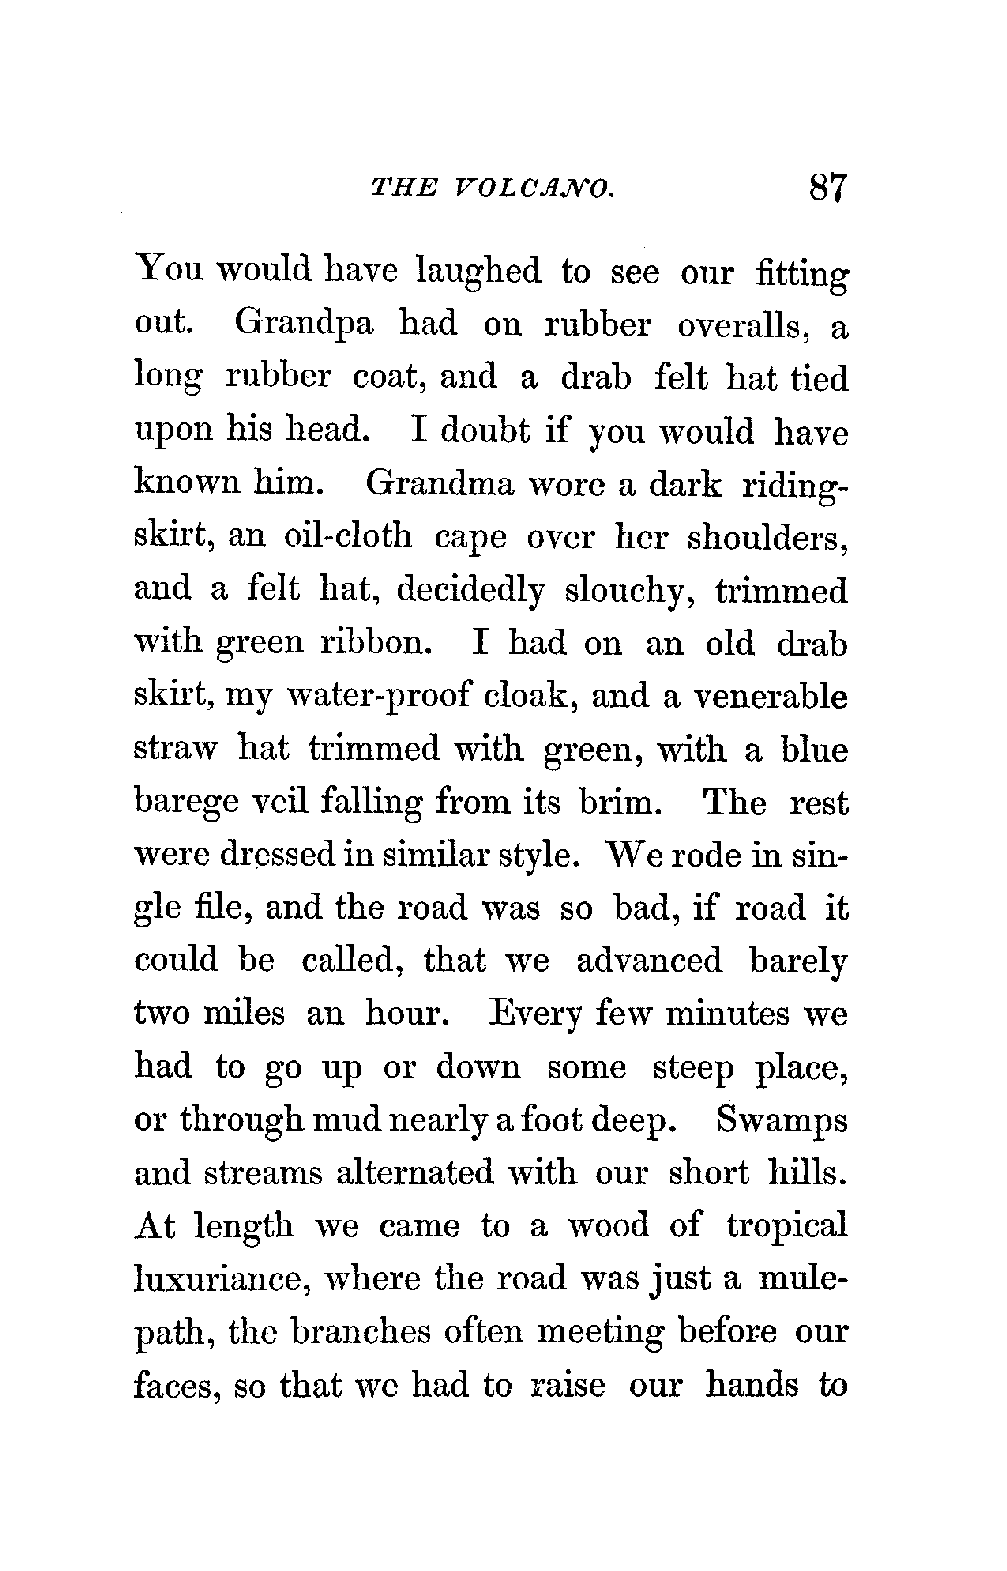 THE VOLCANO. 87
You would have laughed to see our fitting
out. Grandpa had on rubber overalls, a
long rubber coat, and a drab felt hat tied
upon his head. I doubt if you would have
known him. Grandma wore a dark riding-
skirt, an oil-cloth cape over her shoulders,
and a felt hat, decidedly slouchy, trimmed
with green ribbon. I had on an old drab
skirt, my water-proof cloak, and a venerable
straw hat trimmed with green, with a blue
barege veil falling from its brim. The rest
were dressed in similar style. We rode in sin-
gle file, and the road was so bad, if road it
could be called, that we advanced barely
two miles an hour. Every few minutes we
had to go up or down some steep place,
or through mud nearly a foot deep. Swamps
and streams alternated with our short hills.
At length we came to a wood of tropical
luxuriance, where the road was just a mule-
path, the branches often meeting before our
faces, so that we had to raise our hands to